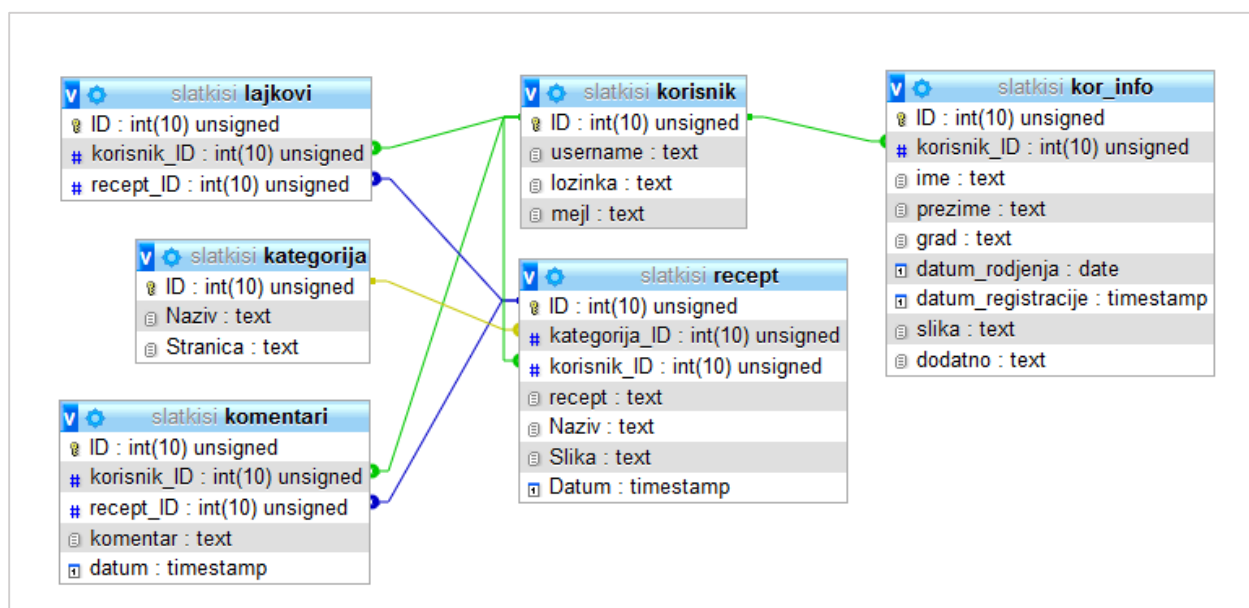 slatkisi lajkovi
ID : int(10) unsigned
korisnik_ID : int(10) unsigned
recept_ID : int(10) unsigned
slatkisi kategorija
ID : int(10) unsigned
Naziv : text
Stranica : text
slatkisi komentari
ID : int(10) unsigned
korisnik_ID : int(10) unsigned
recept_ID : int(10) unsigned
komentar : text
datum : timestamp
slatkisi korisnik
ID : int(10) unsigned
username : text
lozinka : text
mejl : text
slatkisi recept
ID : int(10) unsigned
kategorija_ID : int(10) unsigned
korisnik_ID : int(10) unsigned
recept : text
Naziv : text
Slika : text
Datum : timestamp
slatkisi kor_info
ID : int(10) unsigned
korisnik_ID : int(10) unsigned
ime : text
prezime : text
grad : text
datum_rodjenja : date
datum_registracije : timestamp
slika : text
dodatno : text